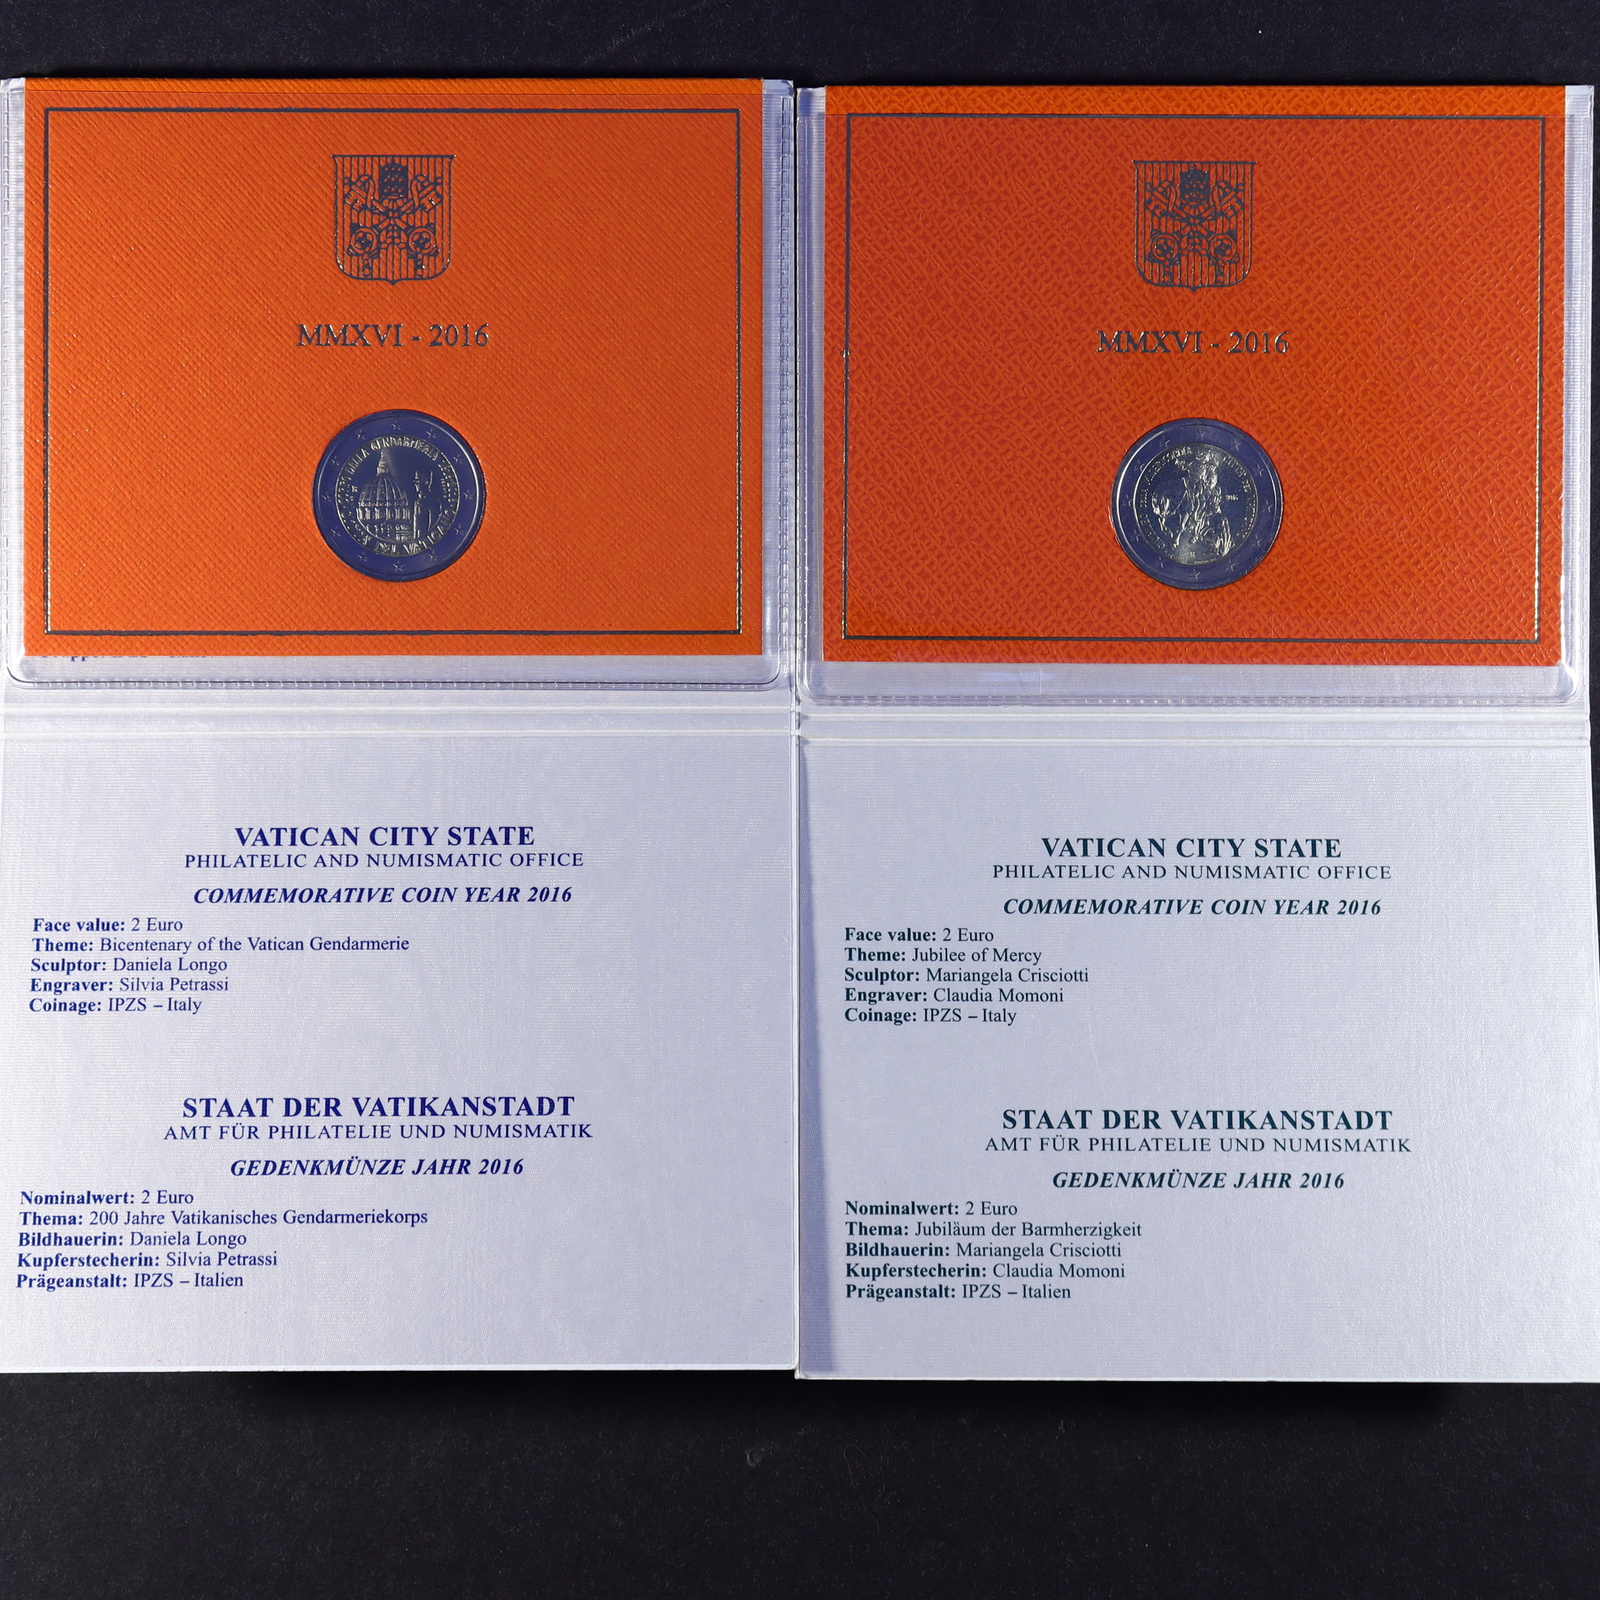 MMXVI - 2016
VATICAN CITY STATE
PHILATELIC AND NUMISMATIC OFFICE
COMMEMORATIVE COIN YEAR 2016
Face value: 2 Euro
Theme: Bicentenary of the Vatican Gendarmerie
Sculptor: Daniela Longo
Engraver: Silvia Petrassi
Coinage: IPZS – Italy
STAAT DER VATIKANSTADT
AMT FÜR PHILATELIE UND NUMISMATIK
GEDENKMÜNZE JAHR 2016
Nominalwert: 2 Euro
Thema: 200 Jahre Vatikanisches Gendarmeriekorps
Bildhauerin: Daniela Longo
Kupferstecherin: Silvia Petrassi
Prägeanstalt: IPZS – Italien
MMXVI - 2016
VATICAN CITY STATE
PHILATELIC AND NUMISMATIC OFFICE
COMMEMORATIVE COIN YEAR 2016
Face value: 2 Euro
Theme: Jubilee of Mercy
Sculptor: Mariangela Crisciotti
Engraver: Claudia Momoni
Coinage: IPZS – Italy
STAAT DER VATIKANSTADT
AMT FÜR PHILATELIE UND NUMISMATIK
GEDENKMÜNZE JAHR 2016
Nominalwert: 2 Euro
Thema: Jubiläum der Barmherzigkeit
Bildhauerin: Mariangela Crisciotti
Kupferstecherin: Claudia Momoni
Prägeanstalt: IPZS – Italien